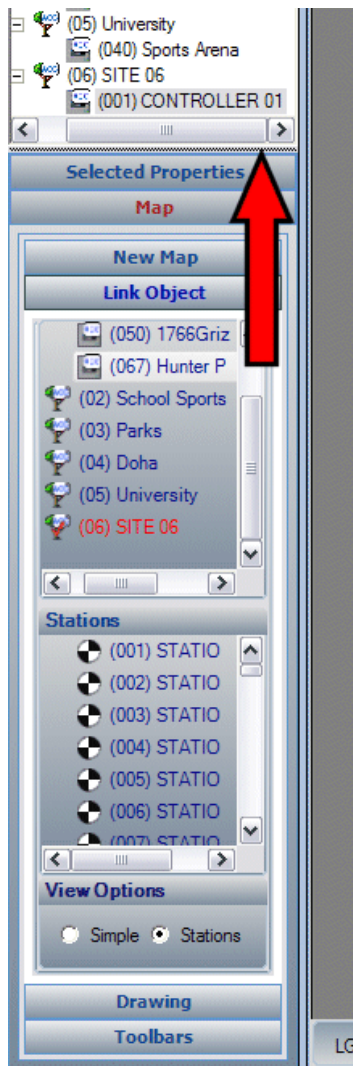 (05) University
(040) Sports Arena
(06) SITE 06
(001) CONTROLLER 01
Selected Properties
Map
New Map
Link Object
(050) 1766Griz
(067) Hunter P
(02) School Sports
(03) Parks
(04) Doha
(05) University
(06) SITE 06
Stations
(001) STATIO
(002) STATIO
(003) STATIO
(004) STATIO
(005) STATIO
(006) STATIO
(007) STATIO
View Options
Simple Stations
Drawing
Toolbars
LG